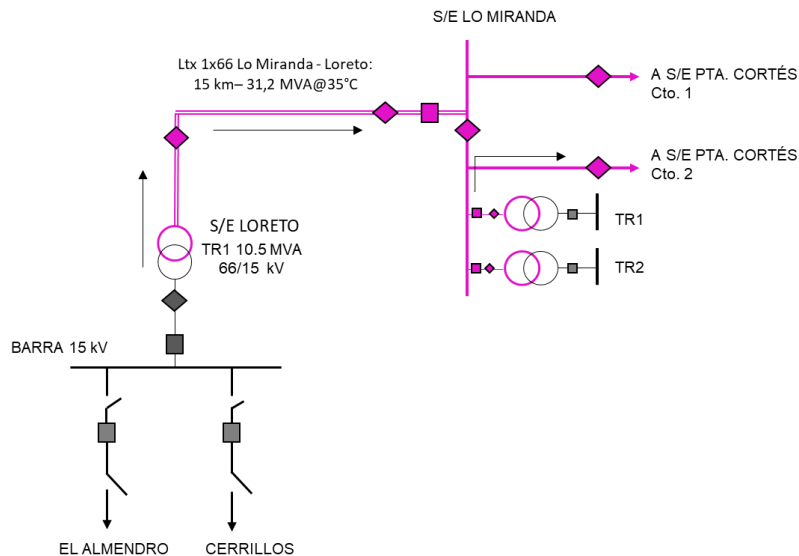 S/E LO MIRANDA
Ltx 1x66 Lo Miranda - Loreto:
15 km– 31,2 MVA@35°C
A S/E PTA. CORTÉS
Cto. 1
A S/E PTA. CORTÉS
Cto. 2
TR1
TR2
S/E LORETO
TR1 10.5 MVA
66/15 kV
BARRA 15 kV
EL ALMENDRO
CERRILLOS